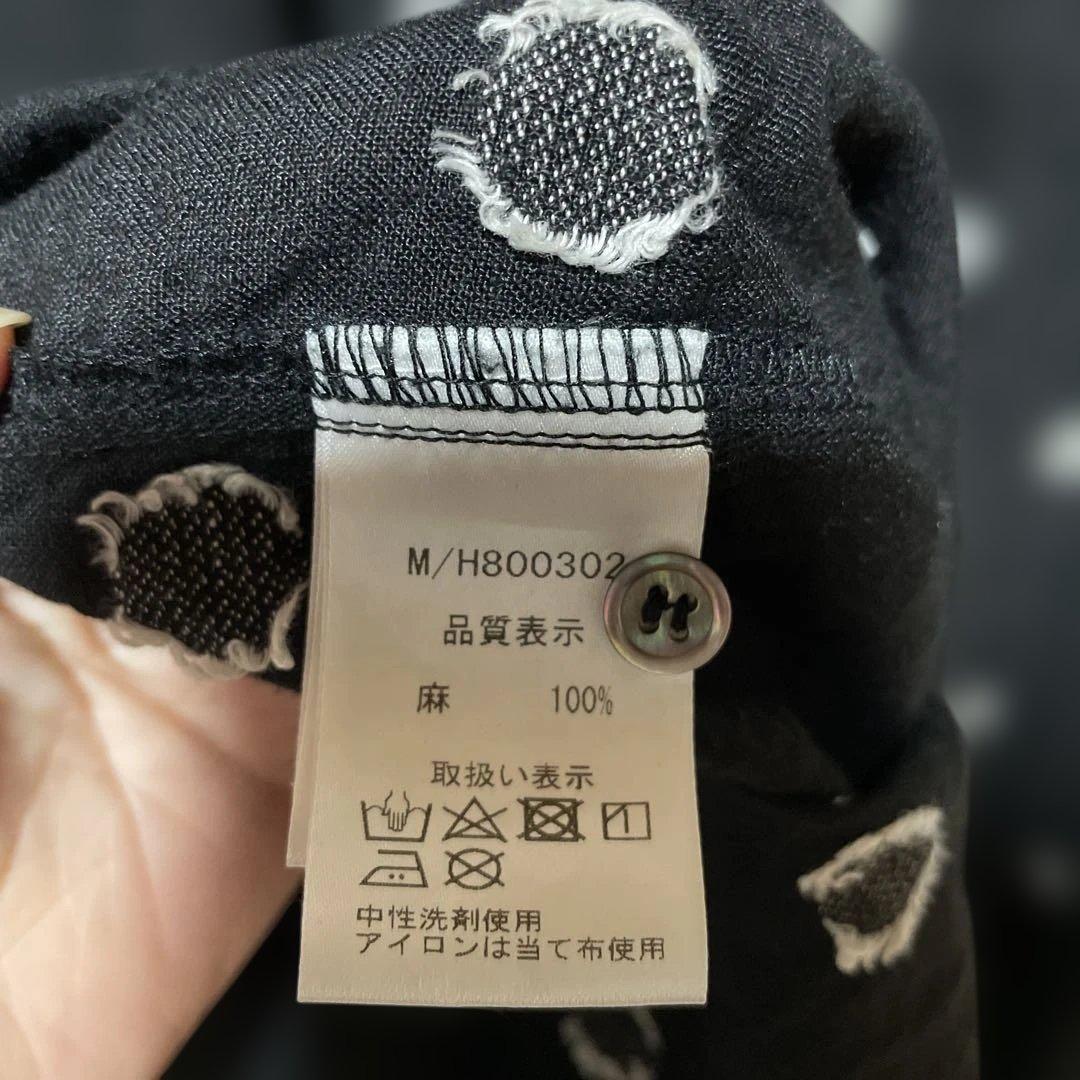 M/H800302
品質表示
麻 100%
取扱い表示
中性洗剤使用
アイロンは当て布使用